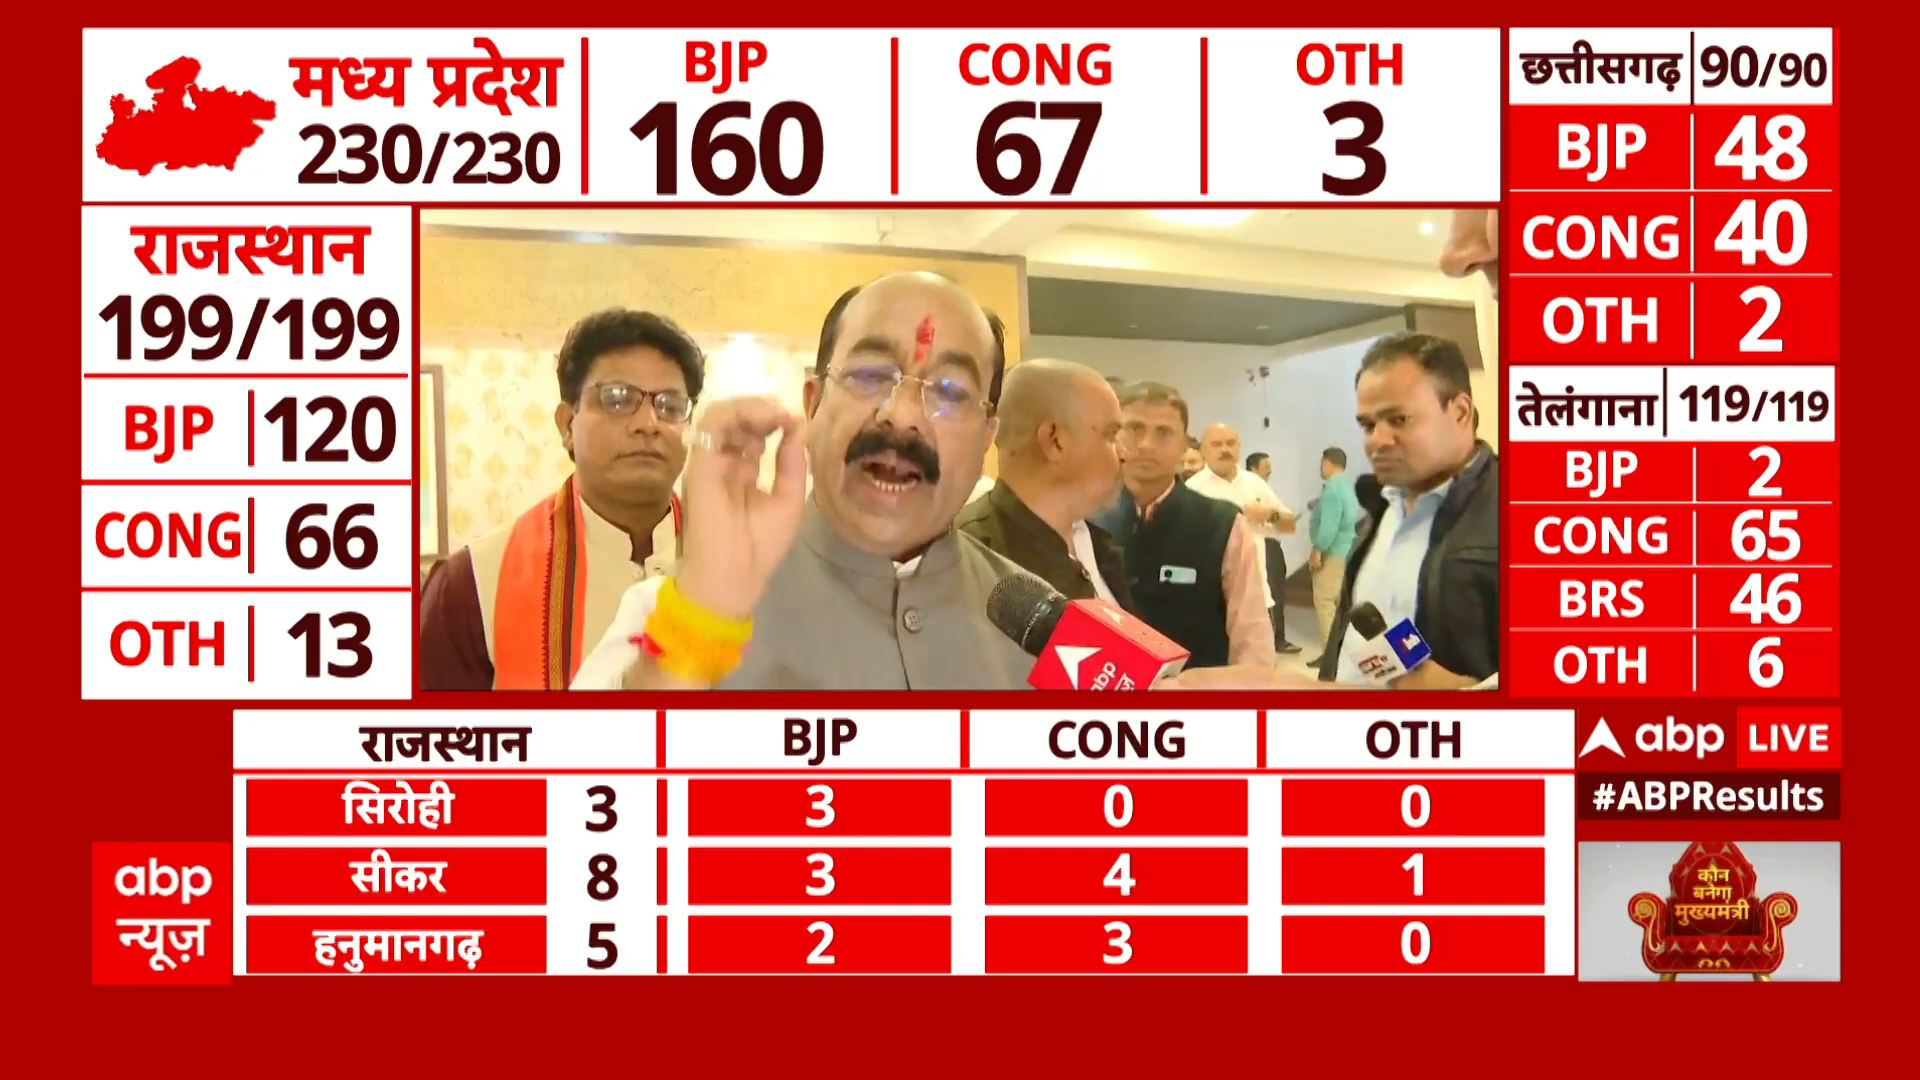 मध्य प्रदेश
230/230
BJP
160
CONG
67
OTH
3
छत्तीसगढ़ 90/90
BJP 48
CONG 40
OTH 2
राजस्थान
199/199
BJP 120
CONG 66
OTH 13
तेलंगाना 119/119
BJP 2
CONG 65
BRS 46
OTH 6
abp
न्यूज़
राजस्थान BJP CONG OTH
सिरोही 3 3 0 0
सीकर 8 3 4 1
हनुमानगढ़ 5 2 3 0
abp LIVE
#ABPResults
कौन
बनेगा
मुख्यमंत्री
abp
न्यूज़